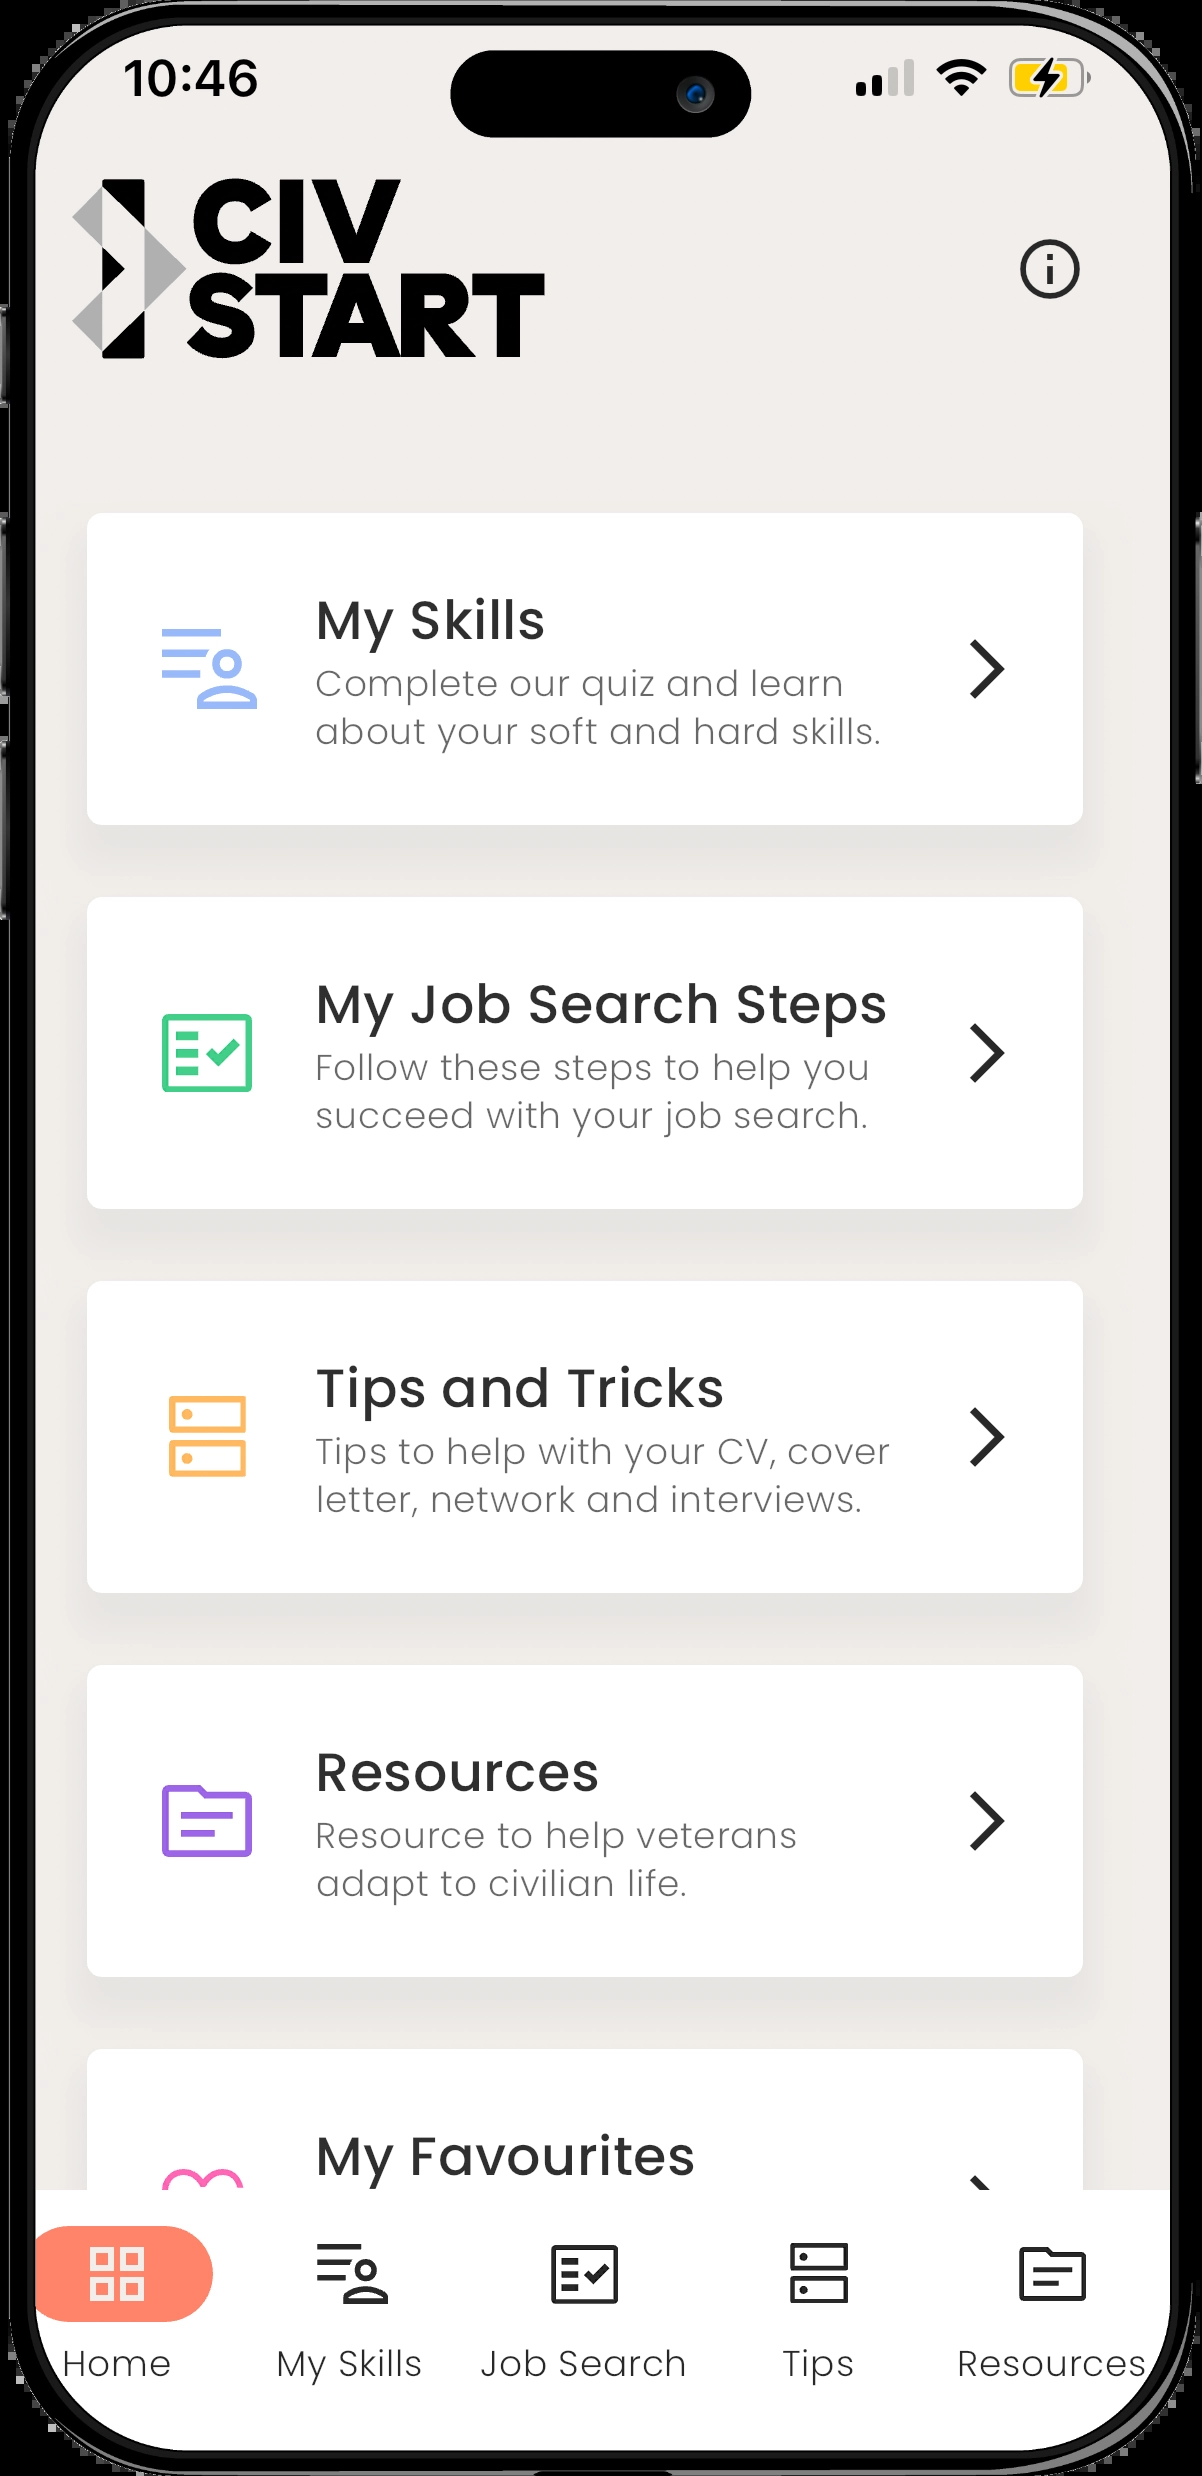 10:46
CIV
START
My Skills
Complete our quiz and learn
about your soft and hard skills.
My Job Search Steps
Follow these steps to help you
succeed with your job search.
Tips and Tricks
Tips to help with your CV, cover
letter, network and interviews.
Resources
Resource to help veterans
adapt to civilian life.
My Favourites
Home
My Skills
Job Search
Tips
Resources